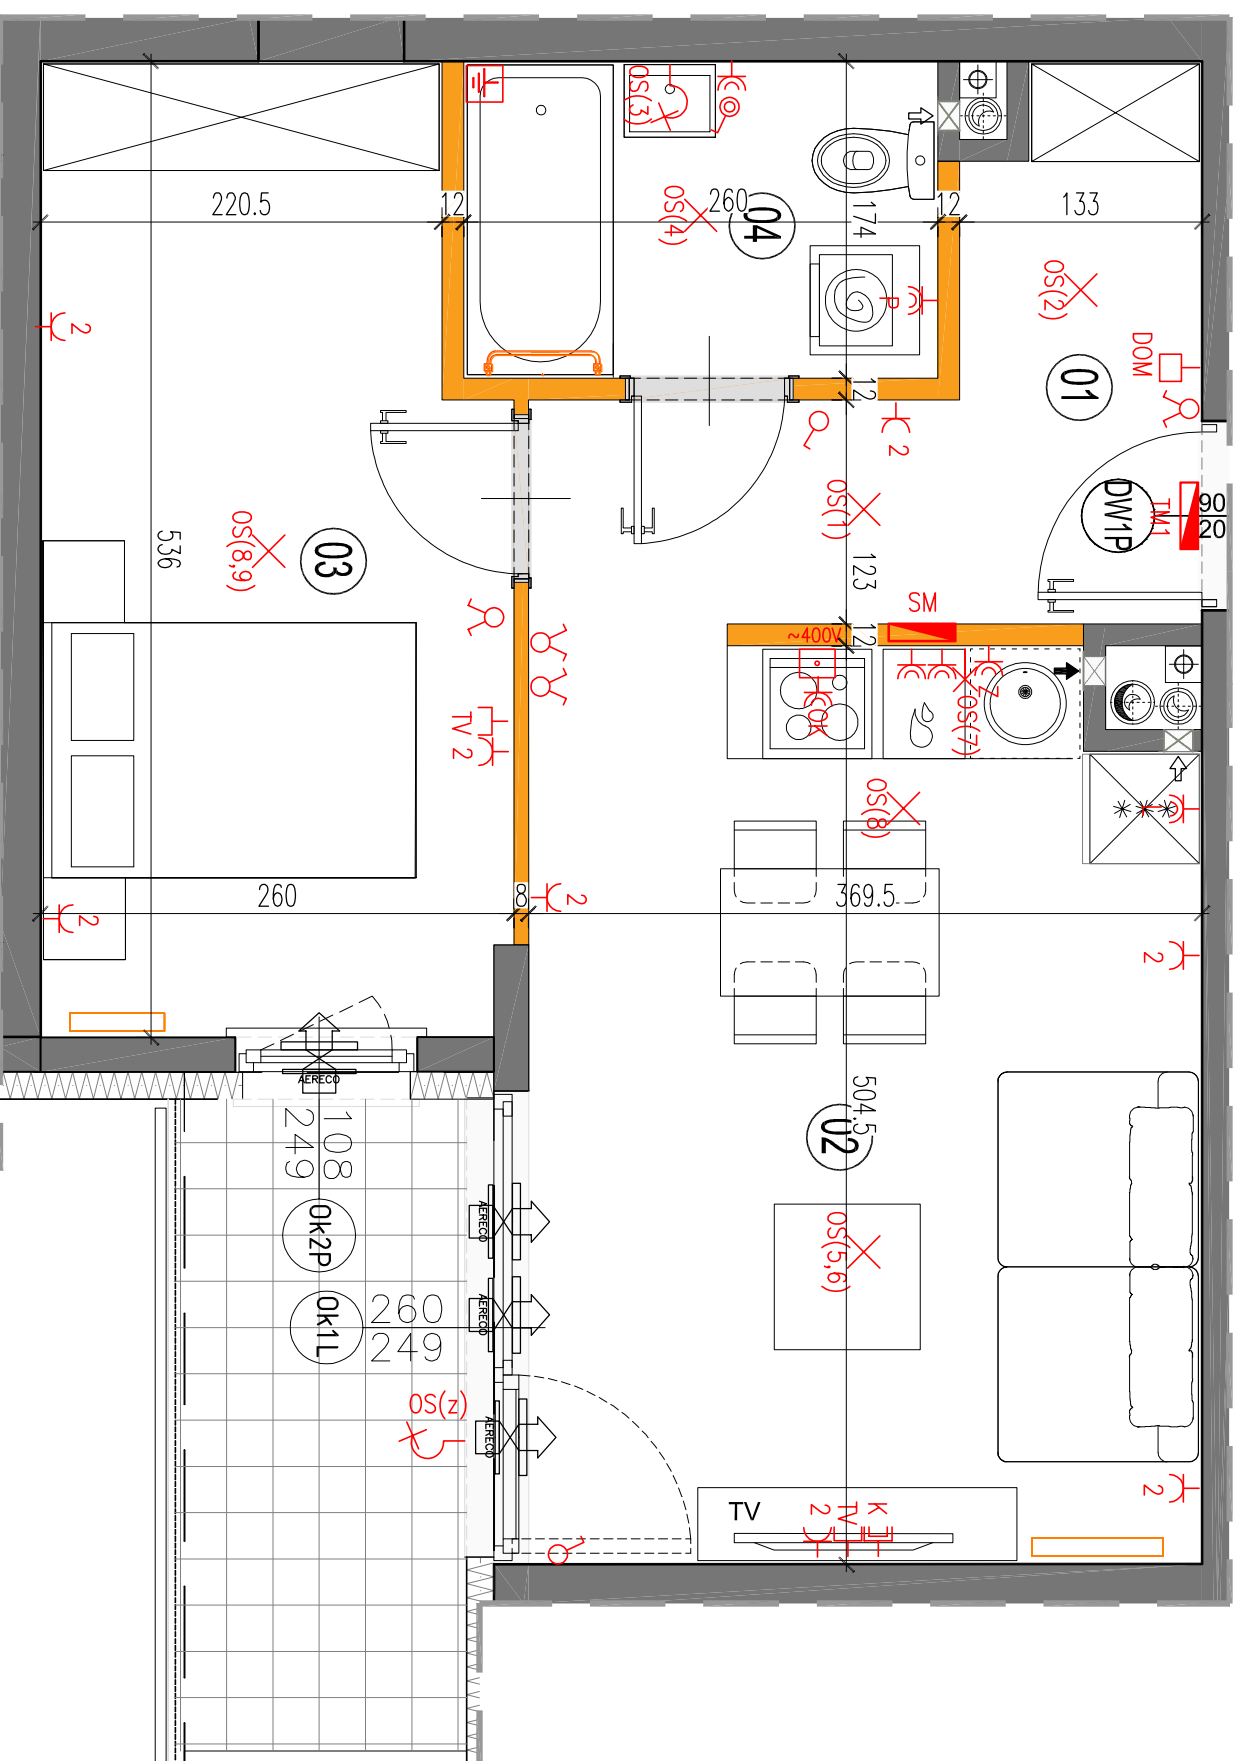 OS(3)
220.5
12
OS(4)
260
04
174
12
133
OS(2)
2
P
DOM
01
12
2
OS(1)
DW1P
TM1
90
20
536
OS(8,9)
03
123
SM
~400V
12
KOK
Z
OS(7)
TV 2
OS(8)
260
8
2
369.5
2
2
AERECO
108
249
504.5
02
Ok2P
AERECO
OS(5,6)
Ok1L
260
249
AERECO
OS(z)
AERECO
2
TV
2
TV
K